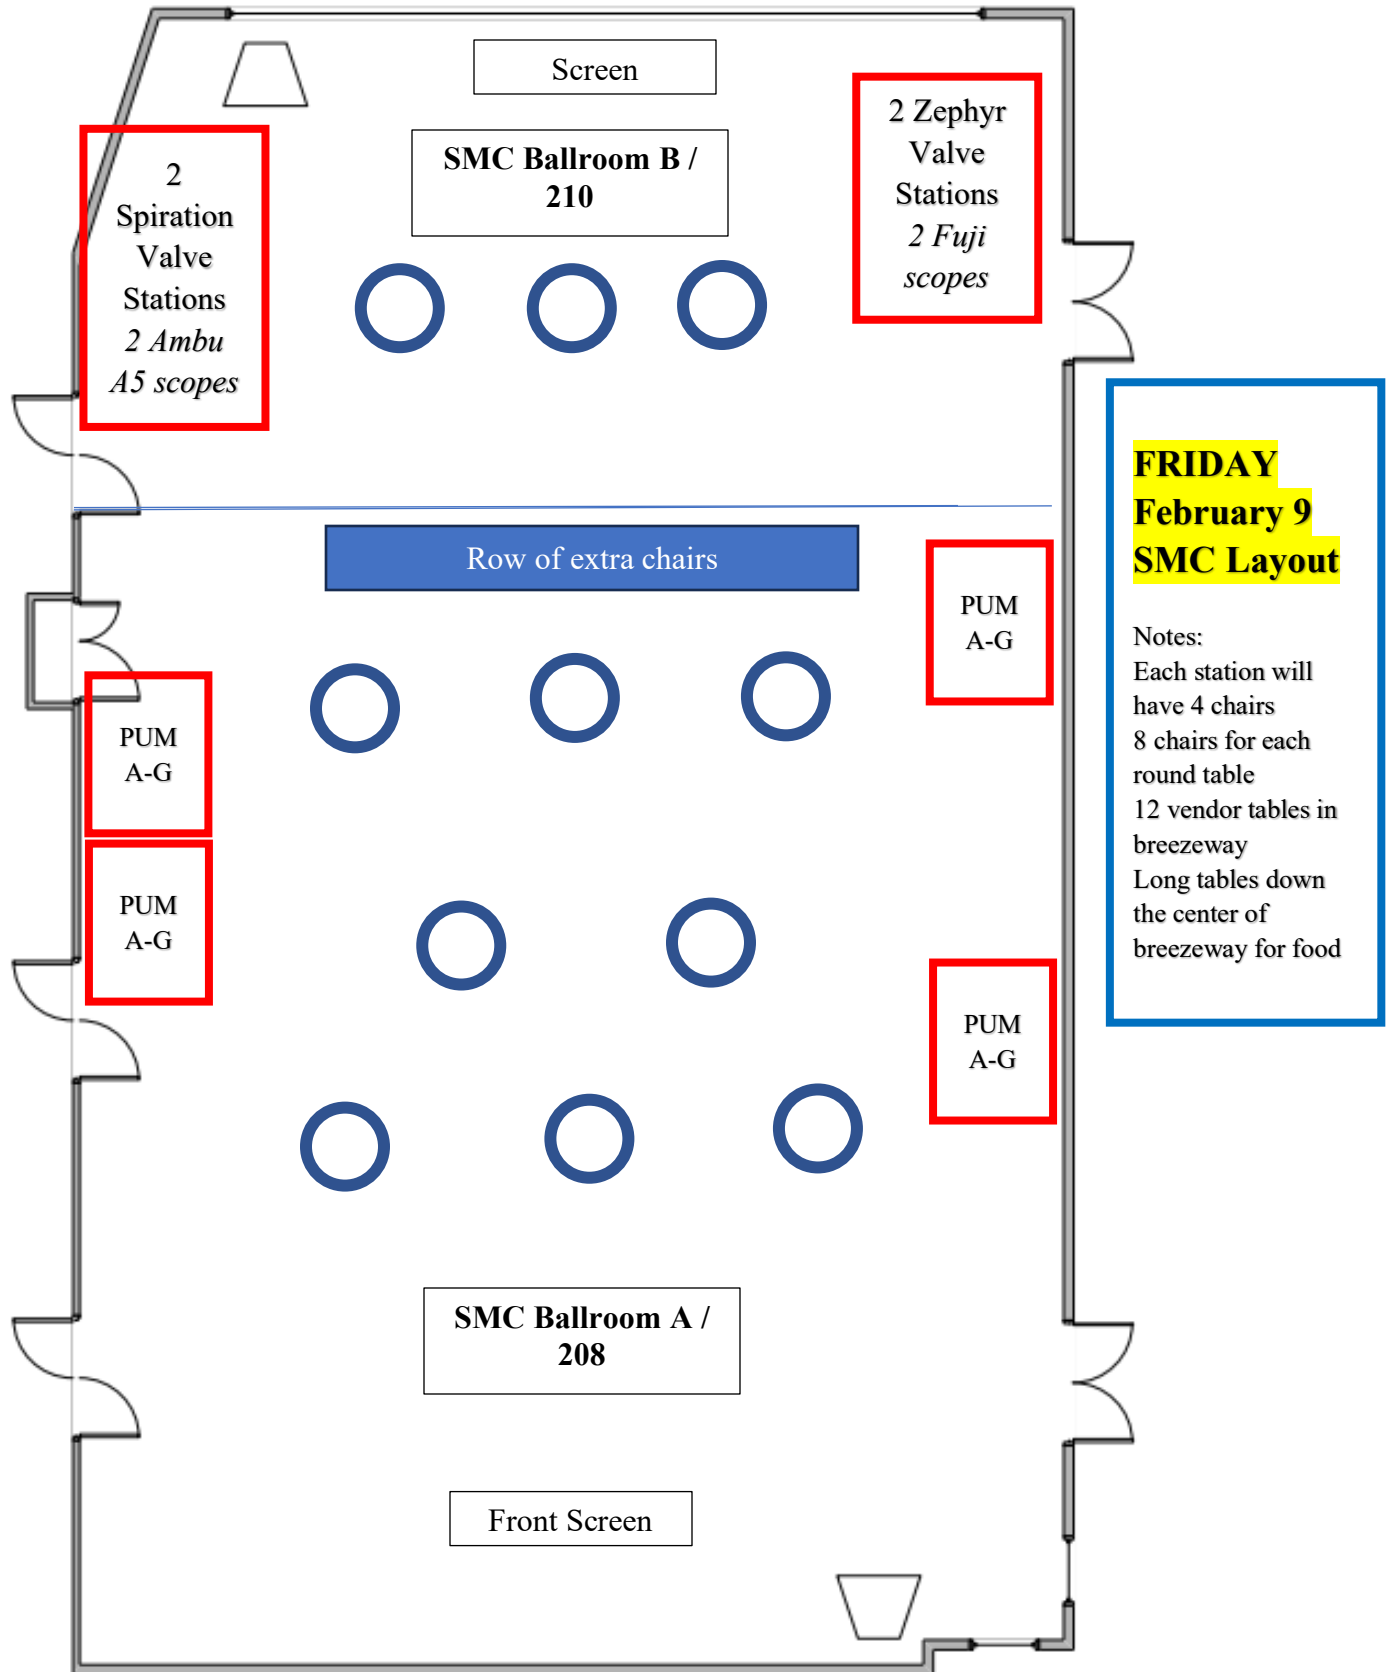 Screen
SMC Ballroom B /
210
2 Zephyr
Valve
Stations
2 Fuji
scopes
2
Spiration
Valve
Stations
2 Ambu
A5 scopes
FRIDAY
February 9
SMC Layout
Notes:
Each station will
have 4 chairs
8 chairs for each
round table
12 vendor tables in
breezeway
Long tables down
the center of
breezeway for food
Row of extra chairs
PUM
A-G
PUM
A-G
PUM
A-G
PUM
A-G
SMC Ballroom A /
208
Front Screen